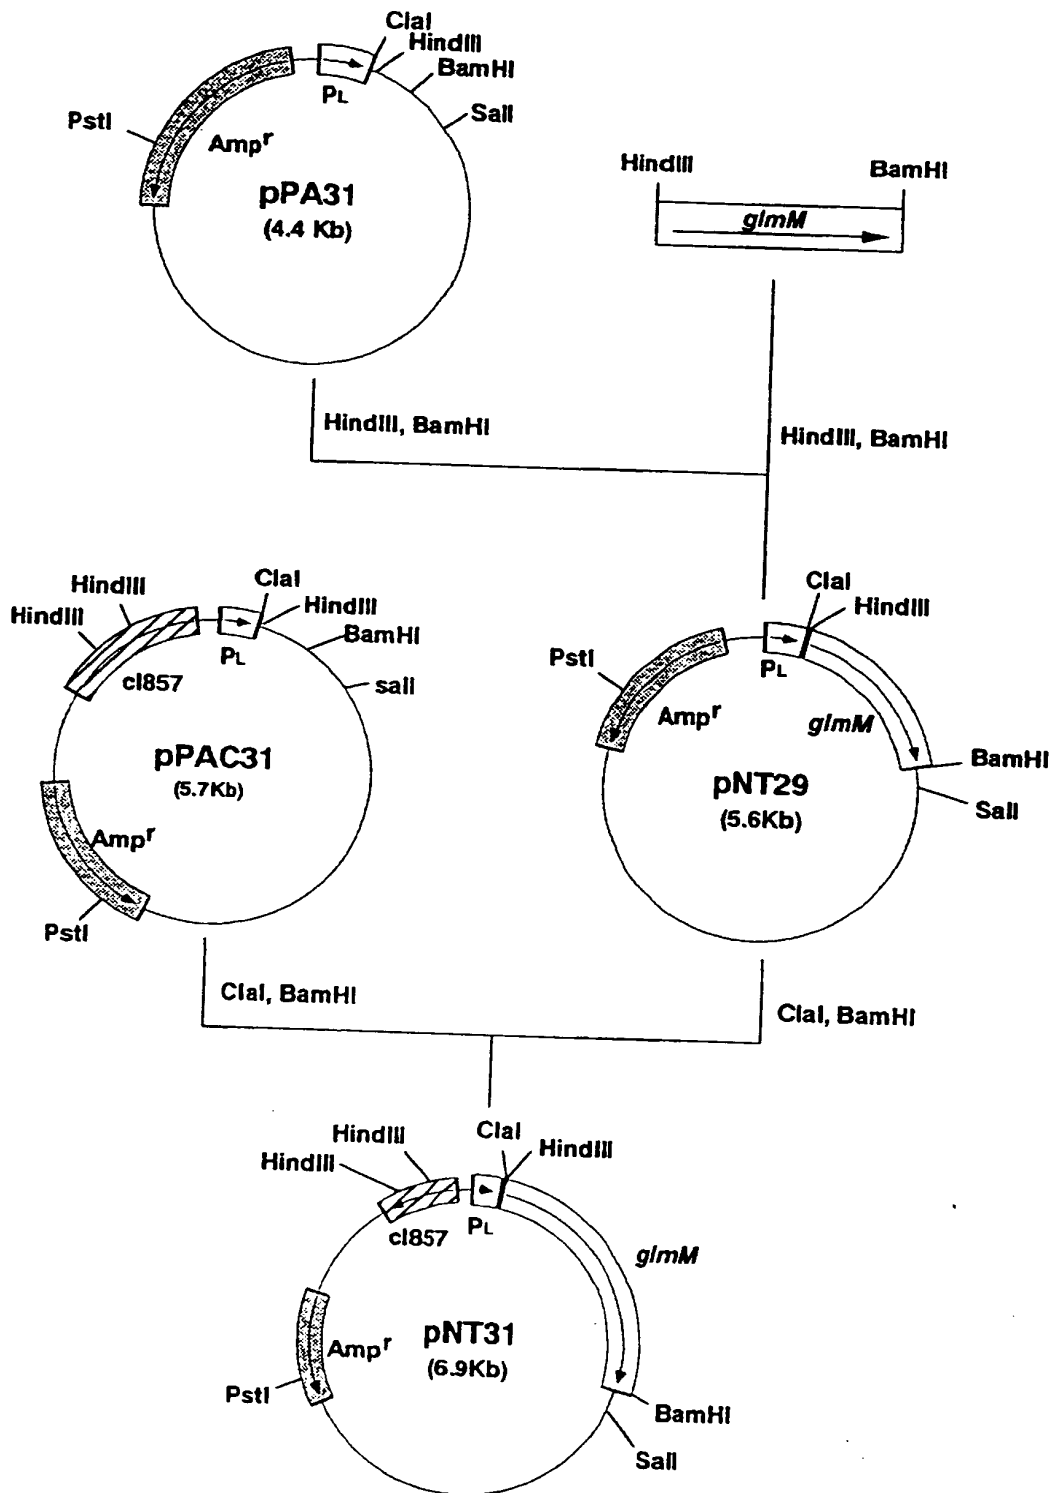 ClaI
HindIII
BamHI
SalI
PL
PstI
Ampr
pPA31
(4.4 Kb)
HindIII
BamHI
glmM
HindIII, BamHI
HindIII, BamHI
HindIII
HindIII
ClaI
HindIII
BamHI
salI
PL
cI857
pPAC31
(5.7Kb)
Ampr
PstI
ClaI
HindIII
PstI
PL
Ampr
glmM
BamHI
SalI
pNT29
(5.6Kb)
ClaI, BamHI
ClaI, BamHI
HindIII
HindIII
ClaI
HindIII
PL
cI857
glmM
pNT31
(6.9Kb)
Ampr
PstI
BamHI
SalI